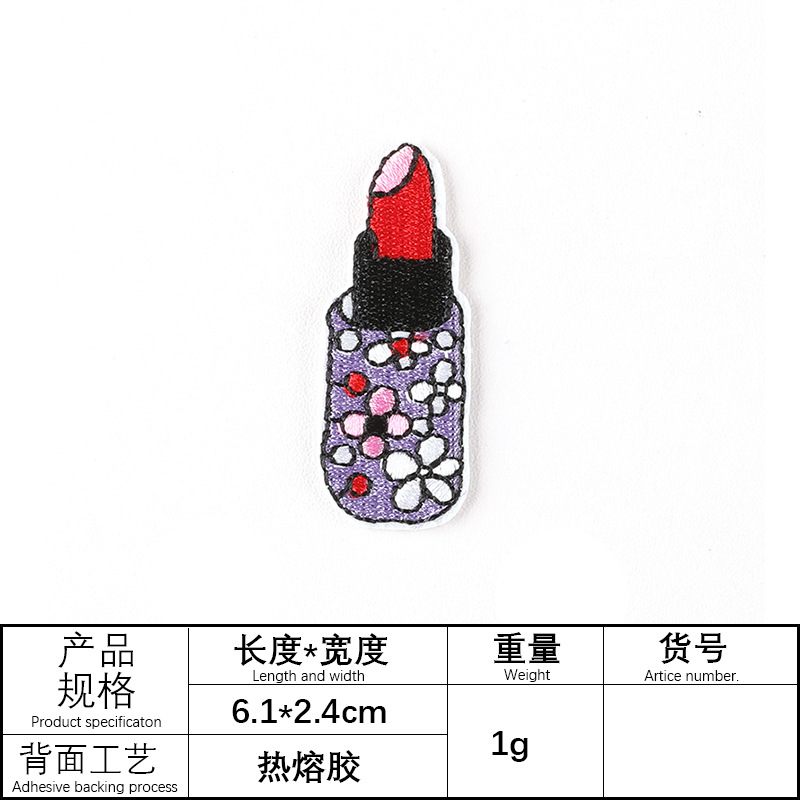 产品
规格
Product specificaton
长度*宽度
Length and width
重量
Weight
货号
Artice number.
6.1*2.4cm
1g
背面工艺
Adhesive backing process
热熔胶